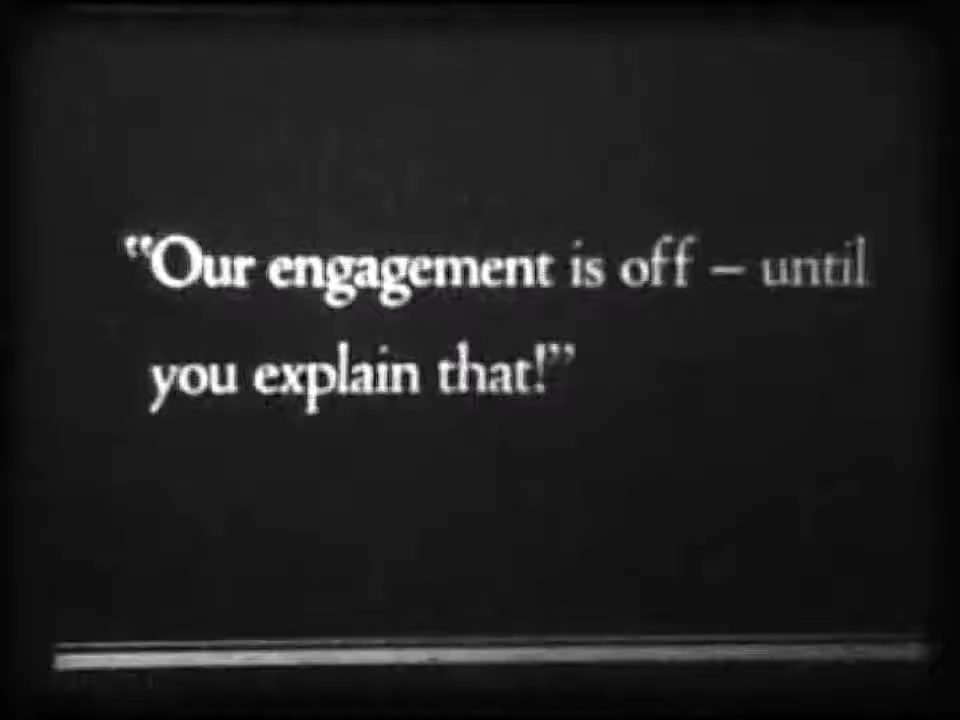 “Our engagement is off – until
you explain that!”